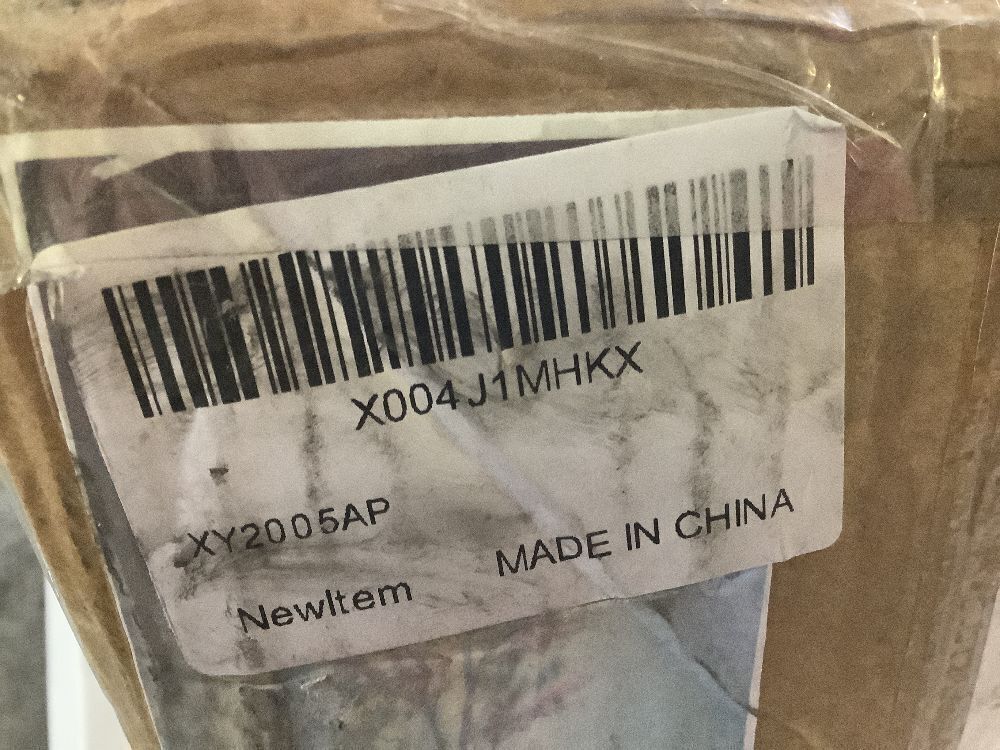 X004J1MHKX
XY2005AP
NewItem
MADE IN CHINA